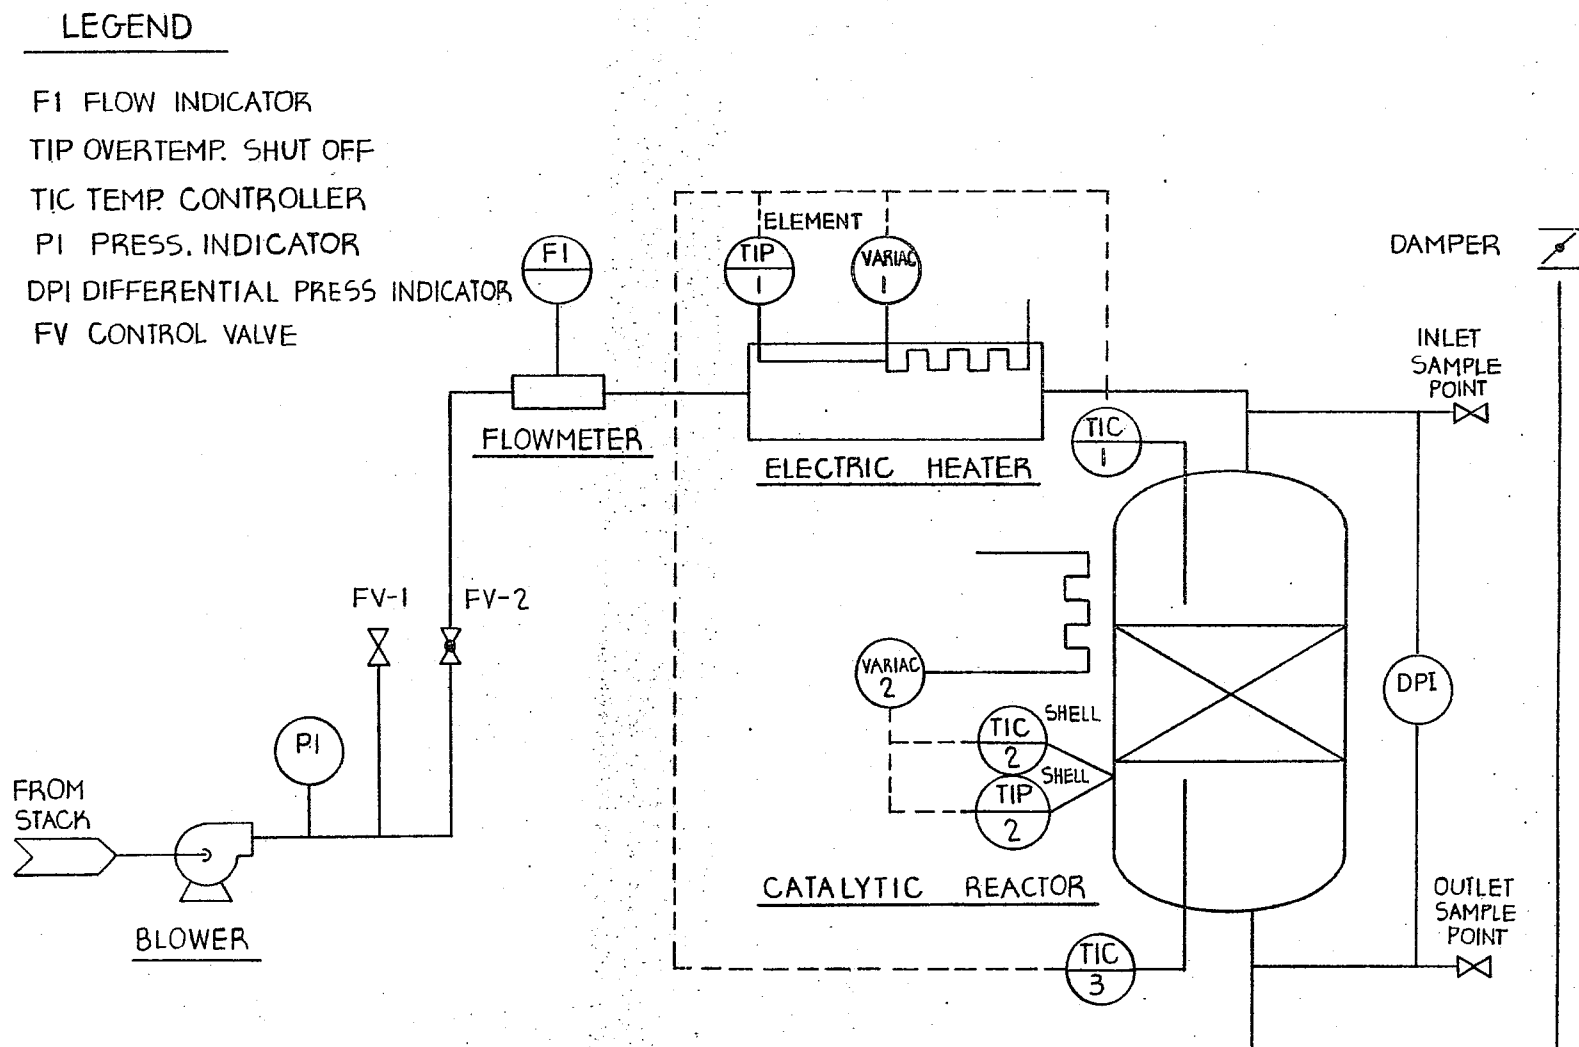 LEGEND
F1 FLOW INDICATOR
TIP OVERTEMP. SHUT OFF
TIC TEMP. CONTROLLER
PI PRESS. INDICATOR
DPI DIFFERENTIAL PRESS INDICATOR
FV CONTROL VALVE
FI
FLOWMETER
ELEMENT
TIP
1
VARIAC
1
ELECTRIC HEATER
TIC
1
DAMPER
INLET
SAMPLE
POINT
FV-1
FV-2
PI
FROM
STACK
BLOWER
VARIAC
2
TIC
2
SHELL
TIP
2
SHELL
DPI
CATALYTIC REACTOR
TIC
3
OUTLET
SAMPLE
POINT